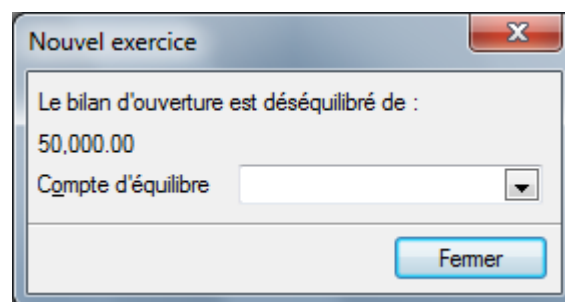 Nouvel exercice
Le bilan d'ouverture est déséquilibré de :
50,000.00
Compte d'équilibre
Fermer